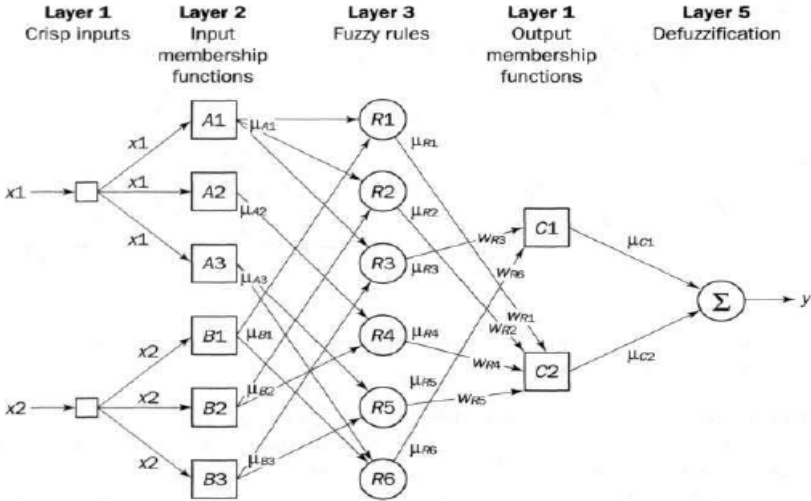 Layer 1
Crisp inputs
Layer 2
Input
membership
functions
Layer 3
Fuzzy rules
Layer 1
Output
membership
functions
Layer 5
Defuzzification
x1
x1
x1
x1
A1
A2
A3
μA1
μA2
μA3
x2
x2
x2
x2
B1
B2
B3
μB1
μB2
μB3
R1
R2
R3
R4
R5
R6
μR1
μR2
μR3
μR4
μR5
μR6
wR3
wR6
wR1
wR2
wR4
wR5
C1
C2
μC1
μC2
Σ
y